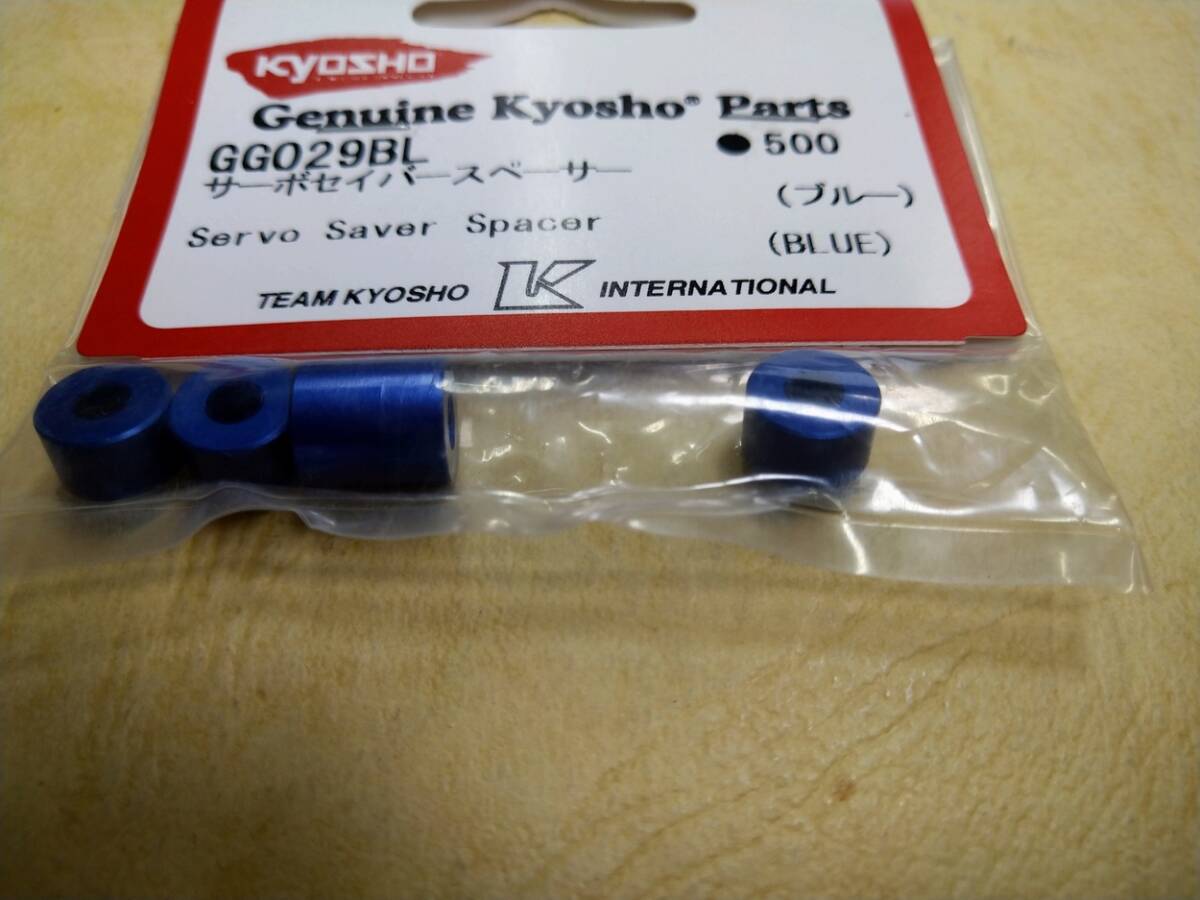 KYOSHO
Genuine Kyosho® Parts
GG029BL ●500
サーボセイバースペーサー (ブルー)
Servo Saver Spacer (BLUE)
TEAM KYOSHO K INTERNATIONAL